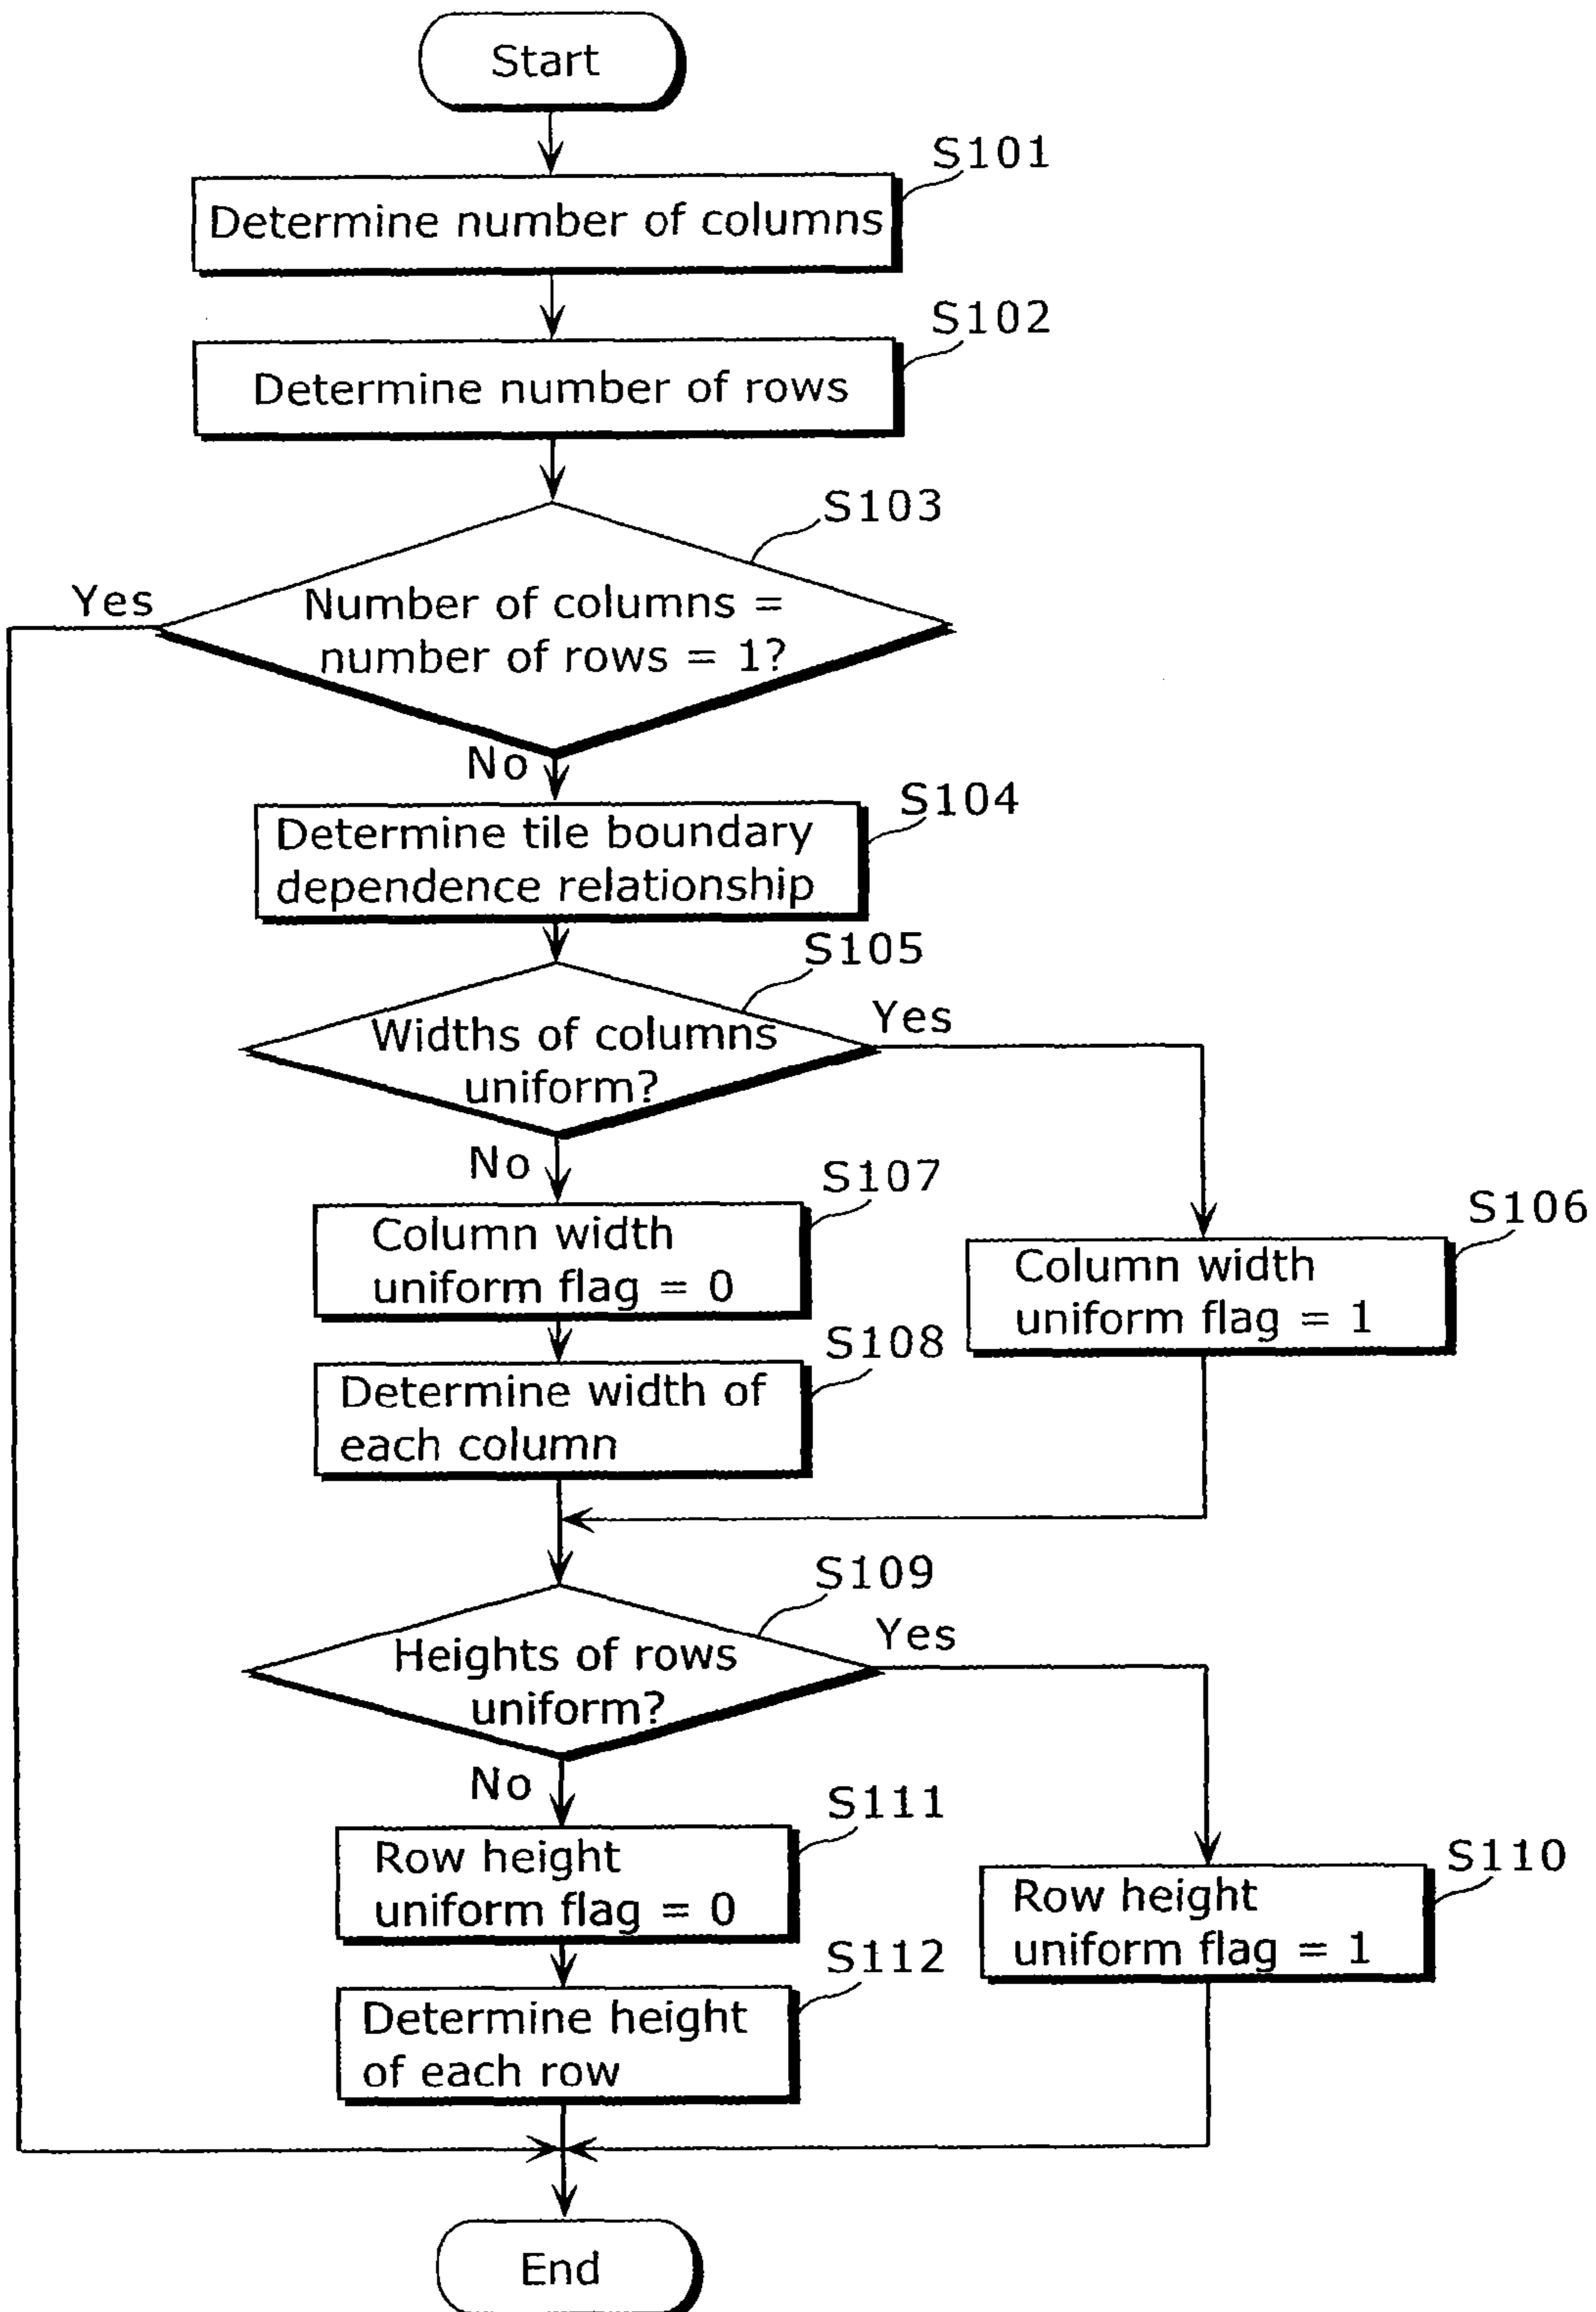 Start
S101
Determine number of columns
S102
Determine number of rows
S103
Yes
Number of columns =
number of rows = 1?
No
S104
Determine tile boundary
dependence relationship
S105
Yes
Widths of columns
uniform?
No
S107
Column width
uniform flag = 0
S106
Column width
uniform flag = 1
S108
Determine width of
each column
S109
Yes
Heights of rows
uniform?
No
S111
Row height
uniform flag = 0
S110
Row height
uniform flag = 1
S112
Determine height
of each row
End